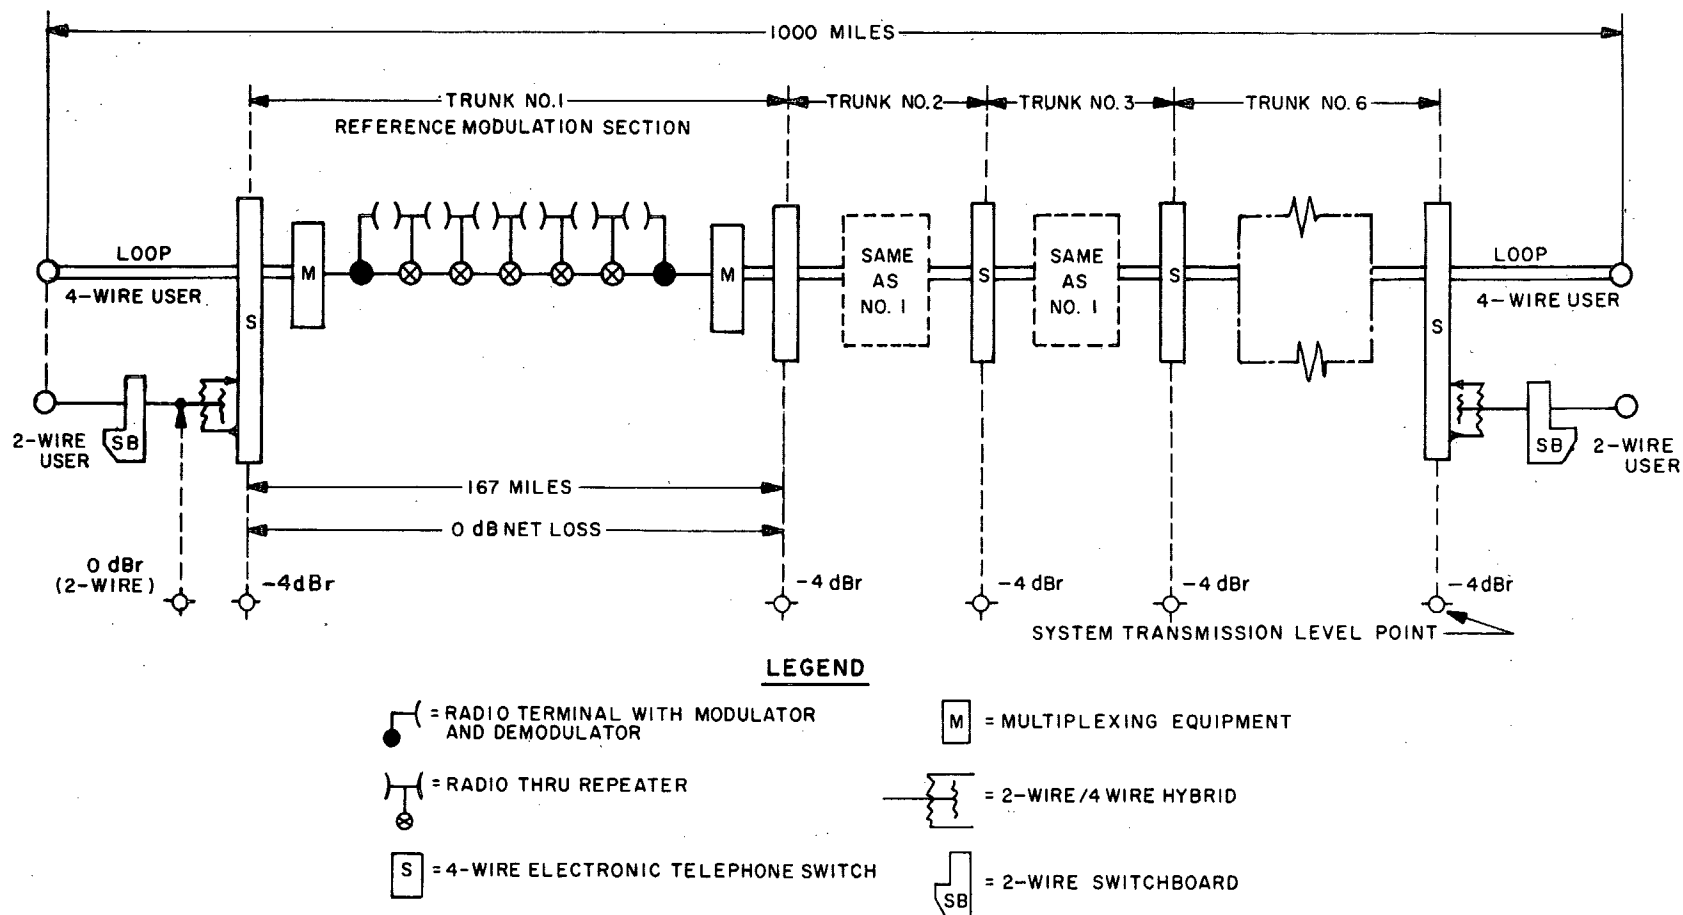 1000 MILES
TRUNK NO.1
TRUNK NO.2
TRUNK NO.3
TRUNK NO.6
REFERENCE MODULATION SECTION
LOOP
4-WIRE USER
S
M
M
SAME
AS
NO. 1
S
SAME
AS
NO. 1
S
S
LOOP
4-WIRE USER
2-WIRE
USER
SB
SB
2-WIRE
USER
167 MILES
0 dB NET LOSS
0 dBr
(2-WIRE)
-4dBr
-4 dBr
-4 dBr
-4 dBr
-4dBr
SYSTEM TRANSMISSION LEVEL POINT
LEGEND
= RADIO TERMINAL WITH MODULATOR
AND DEMODULATOR
M = MULTIPLEXING EQUIPMENT
= RADIO THRU REPEATER
= 2-WIRE/4 WIRE HYBRID
S = 4-WIRE ELECTRONIC TELEPHONE SWITCH
SB = 2-WIRE SWITCHBOARD